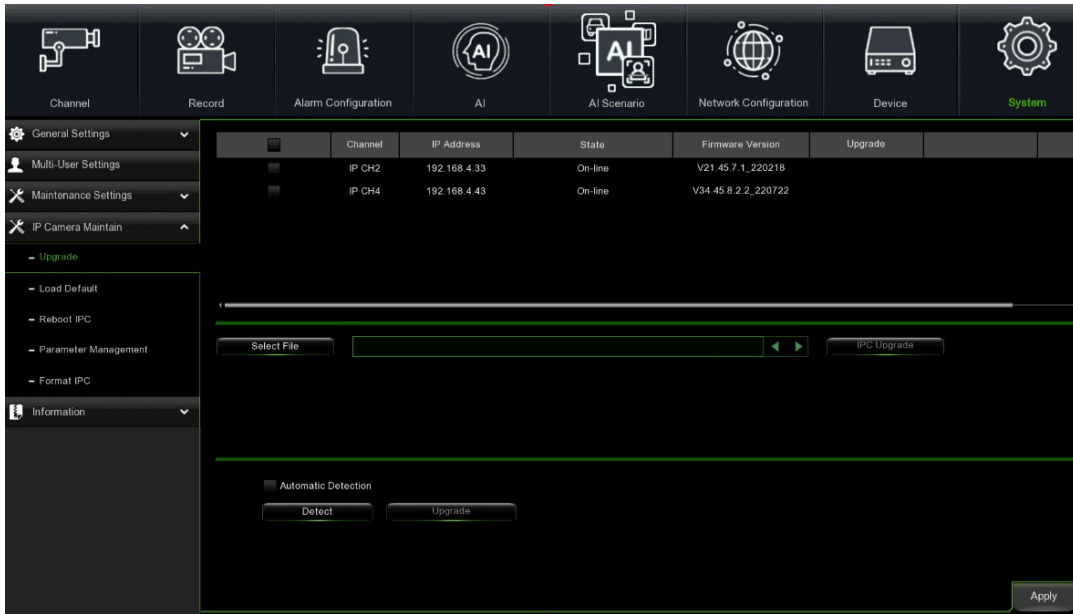 AI
AI
Channel Record Alarm Configuration AI AI Scenario Network Configuration Device System
General Settings
Multi-User Settings
Maintenance Settings
IP Camera Maintain
Upgrade
Load Default
Reboot IPC
Parameter Management
Format IPC
Information
Channel IP Address State Firmware Version Upgrade
IP CH2 192.168.4.33 On-line V21.45.7.1_220218
IP CH4 192.168.4.43 On-line V34.45.8.2.2_220722
Select File IPC Upgrade
Automatic Detection
Detect Upgrade
Apply